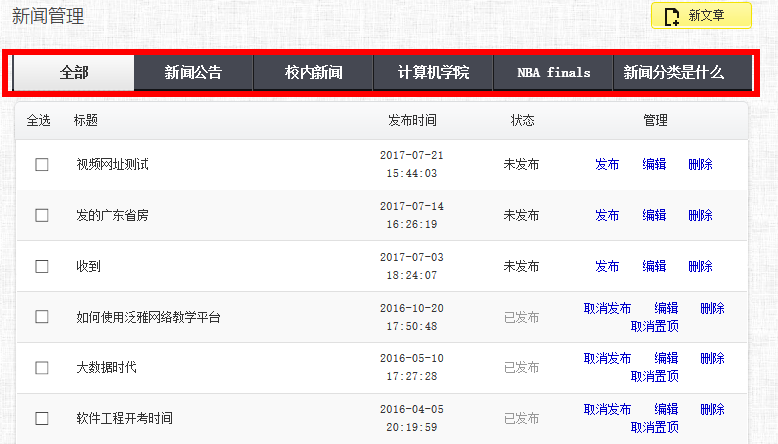 新闻管理
新文章
全部 新闻公告 校内新闻 计算机学院 NBA finals 新闻分类是什么
全选 标题 发布时间 状态 管理
视频网址测试 2017-07-21 15:44:03 未发布 发布 编辑 删除
发的广东省房 2017-07-14 16:26:19 未发布 发布 编辑 删除
收到 2017-07-03 18:24:07 未发布 发布 编辑 删除
如何使用泛雅网络教学平台 2016-10-20 17:50:48 已发布 取消发布 编辑 删除 取消置顶
大数据时代 2016-05-10 17:27:28 已发布 取消发布 编辑 删除 取消置顶
软件工程开考时间 2016-04-05 20:19:59 已发布 取消发布 编辑 删除 取消置顶